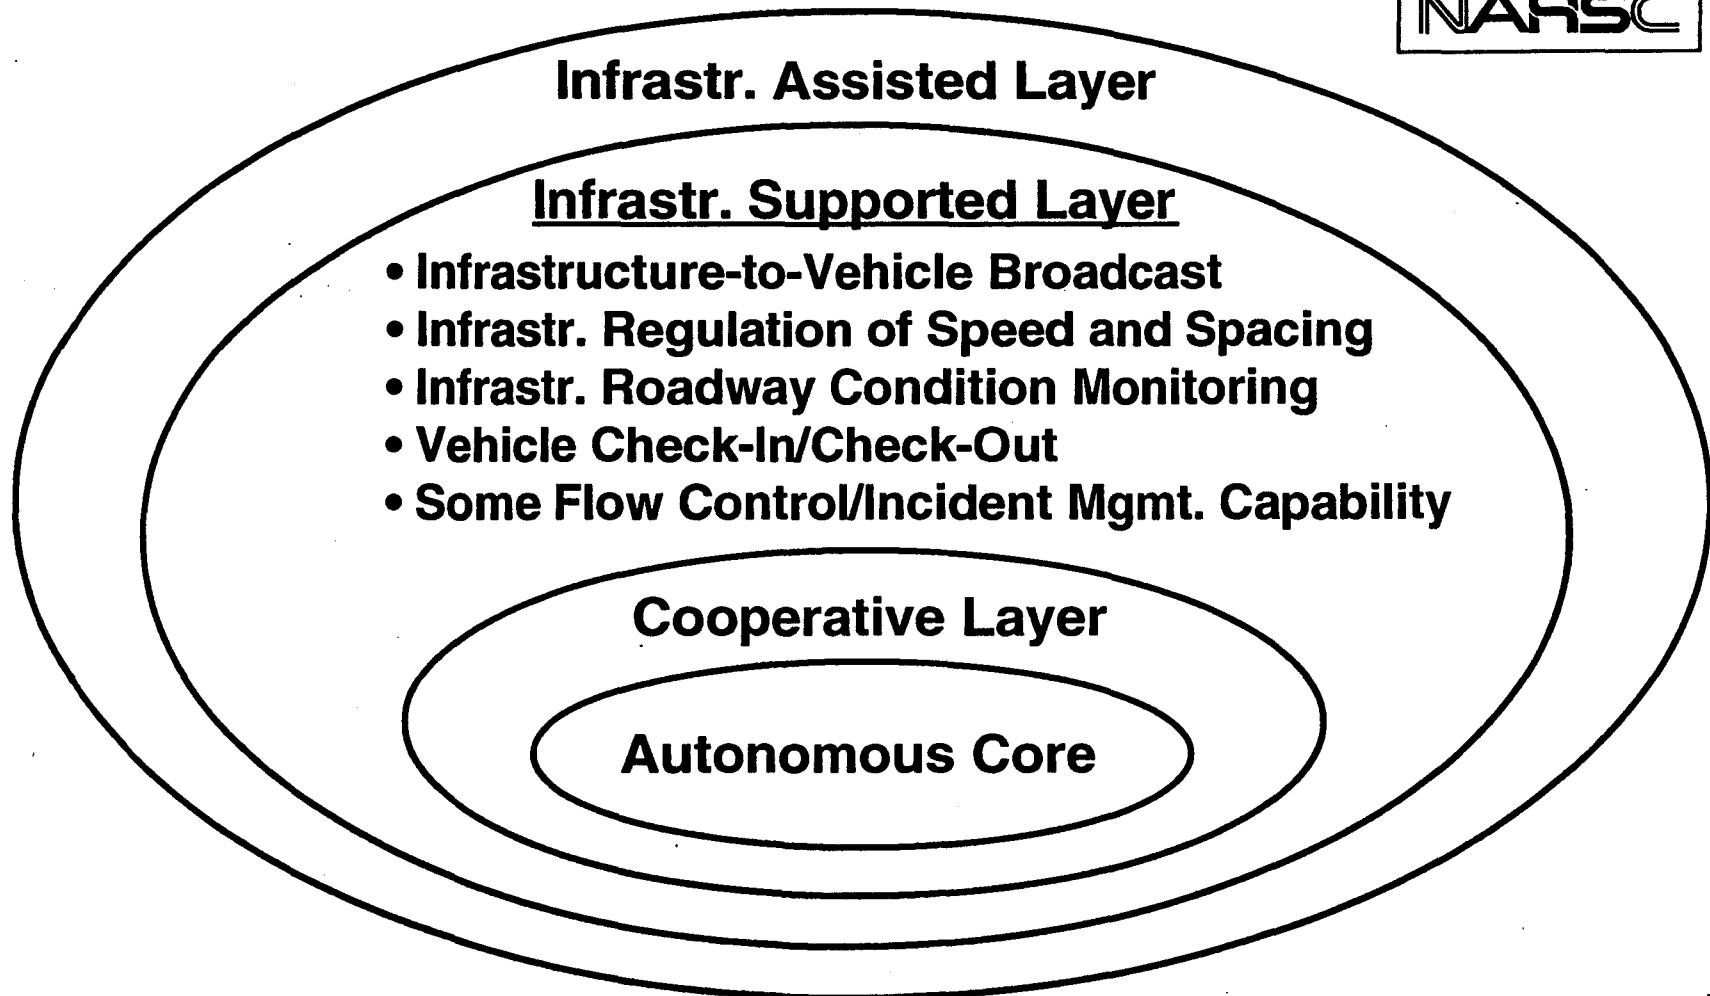 NAHSC
Infrastr. Assisted Layer
Infrastr. Supported Layer
• Infrastructure-to-Vehicle Broadcast
• Infrastr. Regulation of Speed and Spacing
• Infrastr. Roadway Condition Monitoring
• Vehicle Check-In/Check-Out
• Some Flow Control/Incident Mgmt. Capability
Cooperative Layer
Autonomous Core